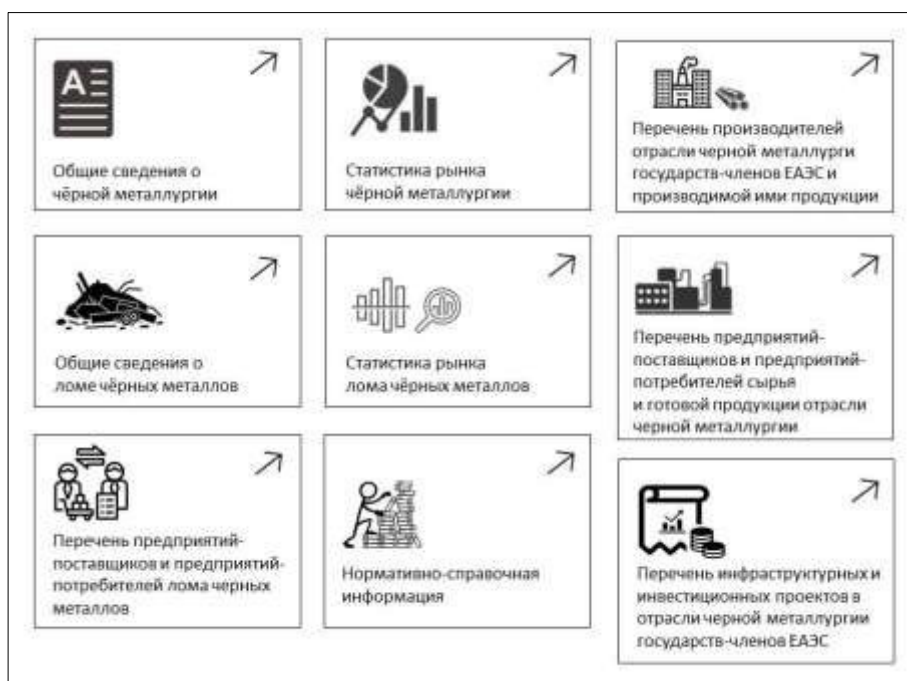 Общие сведения о
чёрной металлургии
Статистика рынка
чёрной металлургии
Перечень производителей
отрасли черной металлурги
государств-членов ЕАЭС и
производимой ими продукции
Общие сведения о
ломе чёрных металлов
Статистика рынка
лома чёрных металлов
Перечень предприятий-
поставщиков и предприятий-
потребителей сырья
и готовой продукции отрасли
черной металлургии
Перечень предприятий-
поставщиков и предприятий-
потребителей лома черных
металлов
Нормативно-справочная
информация
Перечень инфраструктурных и
инвестиционных проектов в
отрасли черной металлургии
государств-членов ЕАЭС